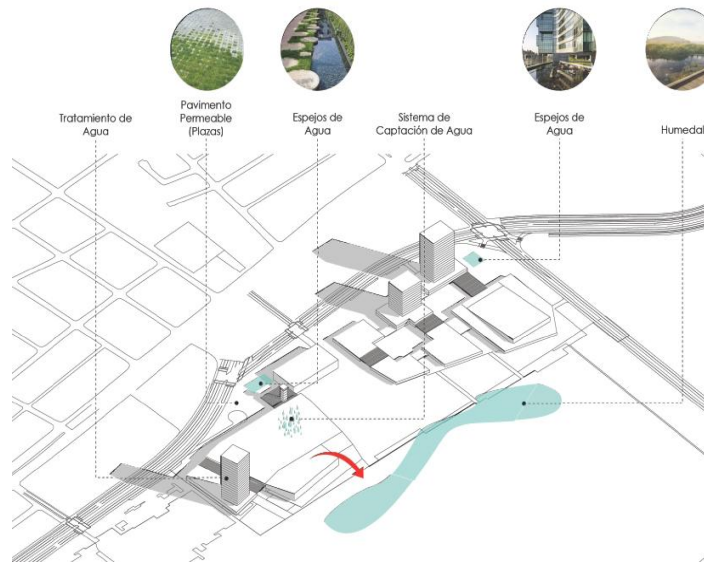 Tratamiento de
Agua
Pavimento
Permeable
(Plazas)
Espejos de
Agua
Sistema de
Captación de Agua
Espejos de
Agua
Humedal